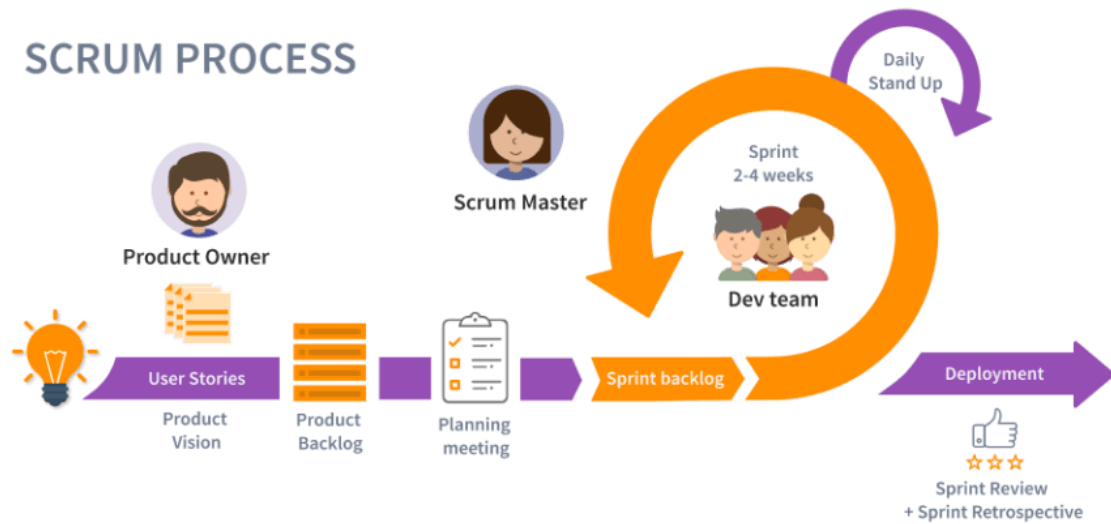 SCRUM PROCESS
Daily
Stand Up
Sprint
2-4 weeks
Scrum Master
Product Owner
Dev team
User Stories
Sprint backlog
Deployment
Product
Vision
Product
Backlog
Planning
meeting
Sprint Review
+ Sprint Retrospective